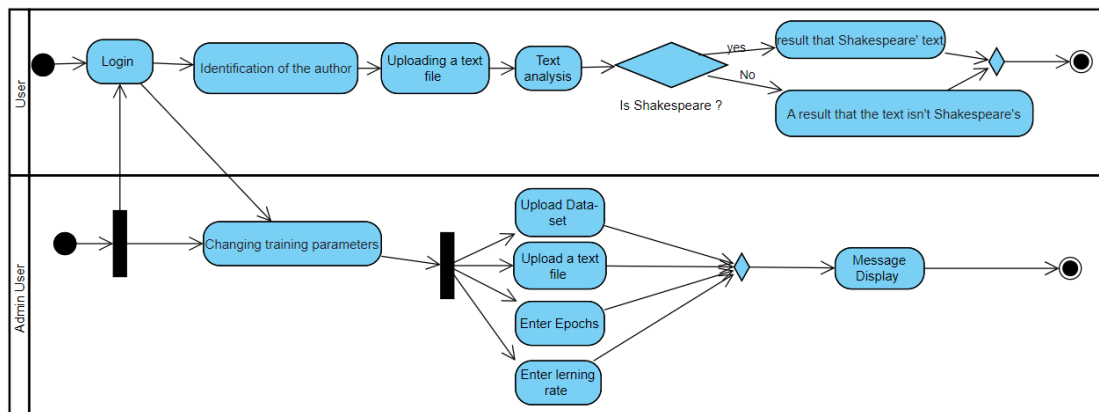 User
Login
Identification of the author
Uploading a text
file
Text
analysis
Is Shakespeare ?
yes
No
result that Shakespeare' text
A result that the text isn't Shakespeare's
Admin User
Changing training parameters
Upload Data-
set
Upload a text
file
Enter Epochs
Enter lerning
rate
Message
Display